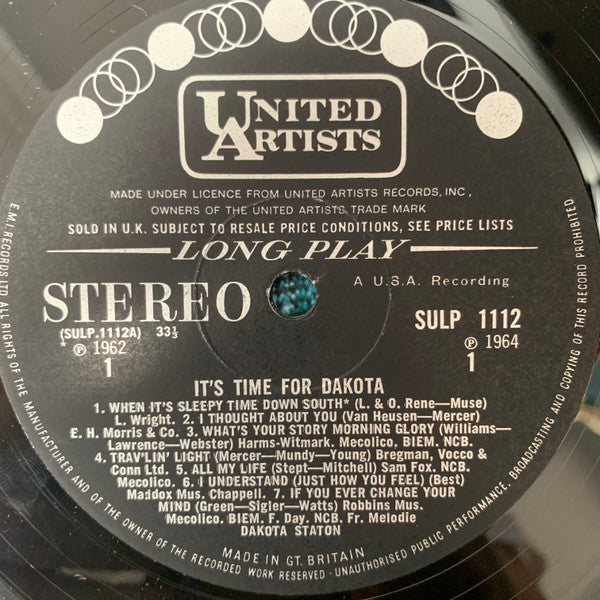 UNITED
ARTISTS
MADE UNDER LICENCE FROM UNITED ARTISTS RECORDS, INC.,
OWNERS OF THE UNITED ARTISTS TRADE MARK
SOLD IN U.K. SUBJECT TO RESALE PRICE CONDITIONS, SEE PRICE LISTS
LONG PLAY
STEREO
A U.S.A. Recording
(SULP.1112A) 33⅓
SULP 1112
* ℗ 1962
℗ 1964
1
1
IT'S TIME FOR DAKOTA
1. WHEN IT'S SLEEPY TIME DOWN SOUTH* (L. & O. Rene—Muse)
L. Wright. 2. I THOUGHT ABOUT YOU (Van Heusen—Mercer)
E. H. Morris & Co. 3. WHAT'S YOUR STORY MORNING GLORY (Williams—
Lawrence—Webster) Harms-Witmark. Mecolico. BIEM. NCB.
4. TRAV'LIN' LIGHT (Mercer—Mundy—Young) Bregman, Vocco &
Conn Ltd. 5. ALL MY LIFE (Stept—Mitchell) Sam Fox. NCB.
Mecolico. 6. I UNDERSTAND (JUST HOW YOU FEEL) (Best)
Maddox Mus. Chappell. 7. IF YOU EVER CHANGE YOUR
MIND (Green—Sigler—Watts) Robbins Mus.
Mecolico. BIEM. F. Day. NCB. Fr. Melodie
DAKOTA STATON
MADE IN GT. BRITAIN
E.M.I RECORDS LTD ALL RIGHTS OF THE MANUFACTURER AND OF THE OWNER OF THE RECORDED WORK RESERVED · UNAUTHORISED PUBLIC PERFORMANCE, BROADCASTING AND COPYING OF THIS RECORD PROHIBITED